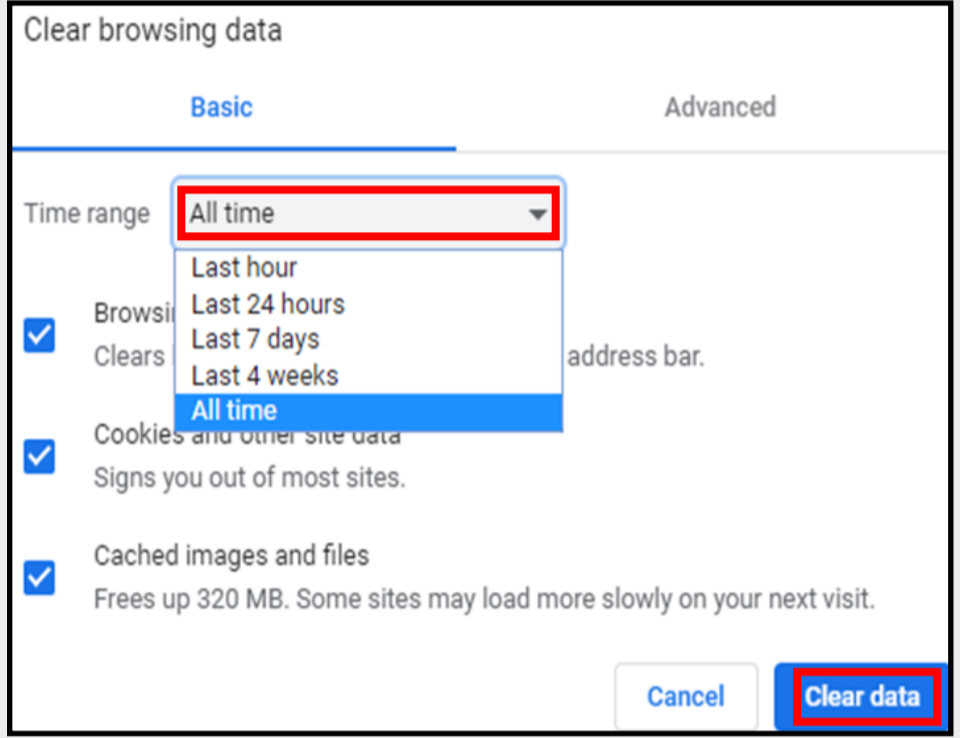 Clear browsing data
Basic Advanced
Time range All time
Last hour
Last 24 hours
Last 7 days
Last 4 weeks
All time
Clears address bar.
Cookies and other site data
Signs you out of most sites.
Cached images and files
Frees up 320 MB. Some sites may load more slowly on your next visit.
Cancel Clear data